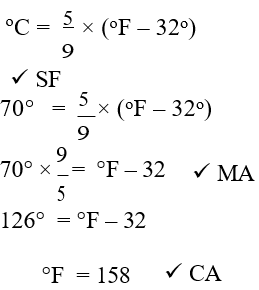 °C = 5/9 × (°F – 32°)
✓ SF
70° = 5/9 × (°F – 32°)
70° × 9/5 = °F – 32 ✓ MA
126° = °F – 32
°F = 158 ✓ CA